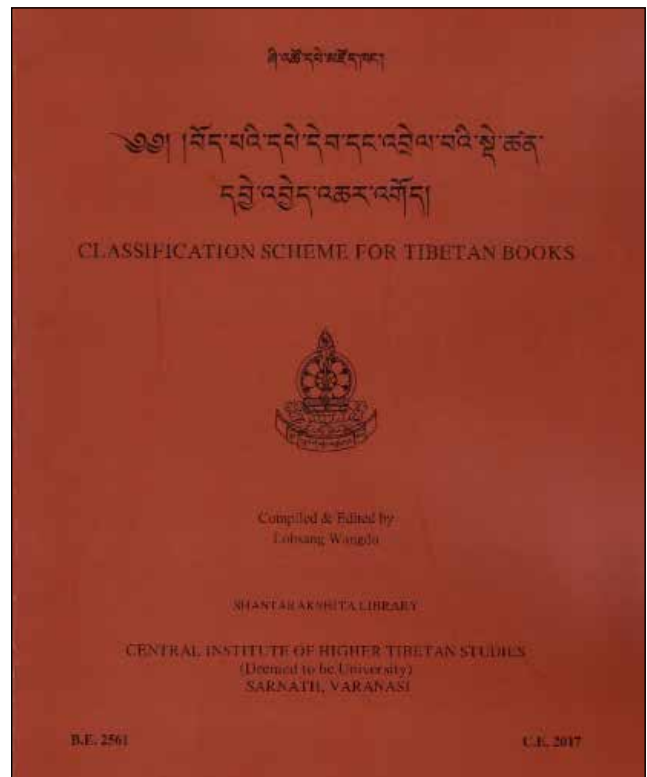 ཞི་འཚོ་དཔེ་མཛོད་ཁང།
༄༅། །བོད་པའི་དཔེ་དེབ་དང་འབྲེལ་བའི་སྡེ་ཚན་
དབྱེ་འབྱེད་འཆར་འགོད།
CLASSIFICATION SCHEME FOR TIBETAN BOOKS
Compiled & Edited by
Lobsang Wangdu
SHANTARAKSHITA LIBRARY
CENTRAL INSTITUTE OF HIGHER TIBETAN STUDIES
(Deemed to be University)
SARNATH, VARANASI
B.E. 2561
C.E. 2017